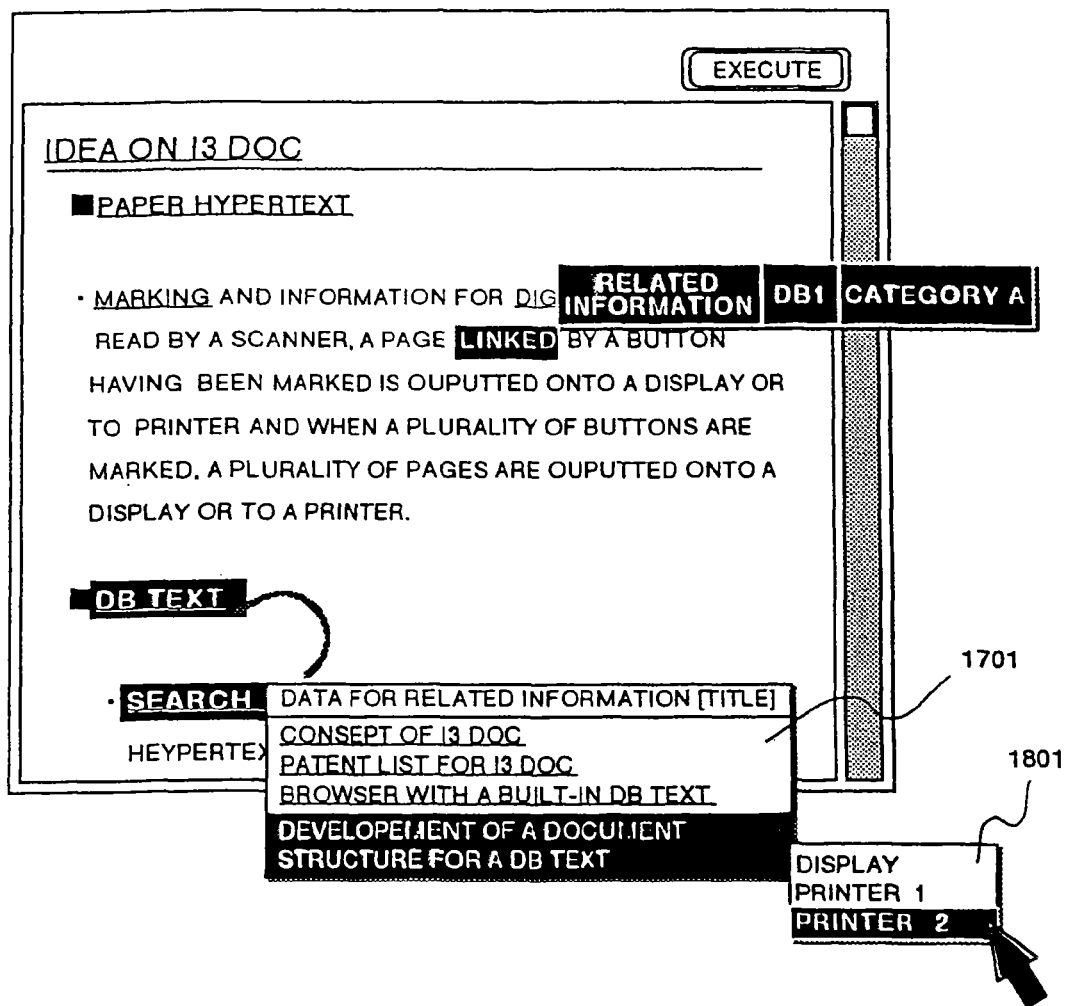 EXECUTE
IDEA ON I3 DOC
■PAPER HYPERTEXT
RELATED INFORMATION DB1 CATEGORY A
· MARKING AND INFORMATION FOR DIG
READ BY A SCANNER, A PAGE LINKED BY A BUTTON
HAVING BEEN MARKED IS OUPUTTED ONTO A DISPLAY OR
TO PRINTER AND WHEN A PLURALITY OF BUTTONS ARE
MARKED, A PLURALITY OF PAGES ARE OUPUTTED ONTO A
DISPLAY OR TO A PRINTER.
■DB TEXT
1701
· SEARCH
HEYPERTEX
DATA FOR RELATED INFORMATION [TITLE]
CONSEPT OF I3 DOC
PATENT LIST FOR I3 DOC
BROWSER WITH A BUILT-IN DB TEXT
DEVELOPEMENT OF A DOCUMENT
STRUCTURE FOR A DB TEXT
1801
DISPLAY
PRINTER 1
PRINTER 2